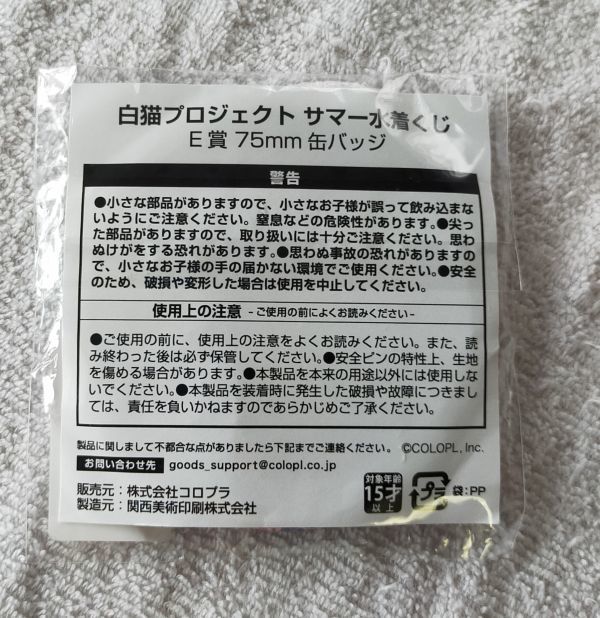 白猫プロジェクト サマー水着くじ
E賞 75mm 缶バッジ
警告
●小さな部品がありますので、小さなお子様が誤って飲み込まな
いようにご注意ください。窒息などの危険性があります。●尖っ
た部品がありますので、取り扱いには十分ご注意ください。思わ
ぬけがをする恐れがあります。●思わぬ事故の恐れがありますの
で、小さなお子様の手の届かない環境でご使用ください。●安全
のため、破損や変形した場合は使用を中止してください。
使用上の注意 -ご使用の前によくお読みください-
●ご使用の前に、使用上の注意をよくお読みください。また、読
み終わった後は必ず保管してください。●安全ピンの特性上、生地
を傷める場合があります。●本製品を本来の用途以外には使用しな
いでください。●本製品を装着時に発生した破損や故障につきまし
ては、責任を負いかねますのであらかじめご了承ください。
製品に関しまして不都合な点がありましたら下記までご連絡ください。 ©COLOPL, Inc.
お問い合わせ先 goods_support@colopl.co.jp
販売元：株式会社コロプラ
製造元：関西美術印刷株式会社
対象年齢
15才
以上
プラ
袋:PP